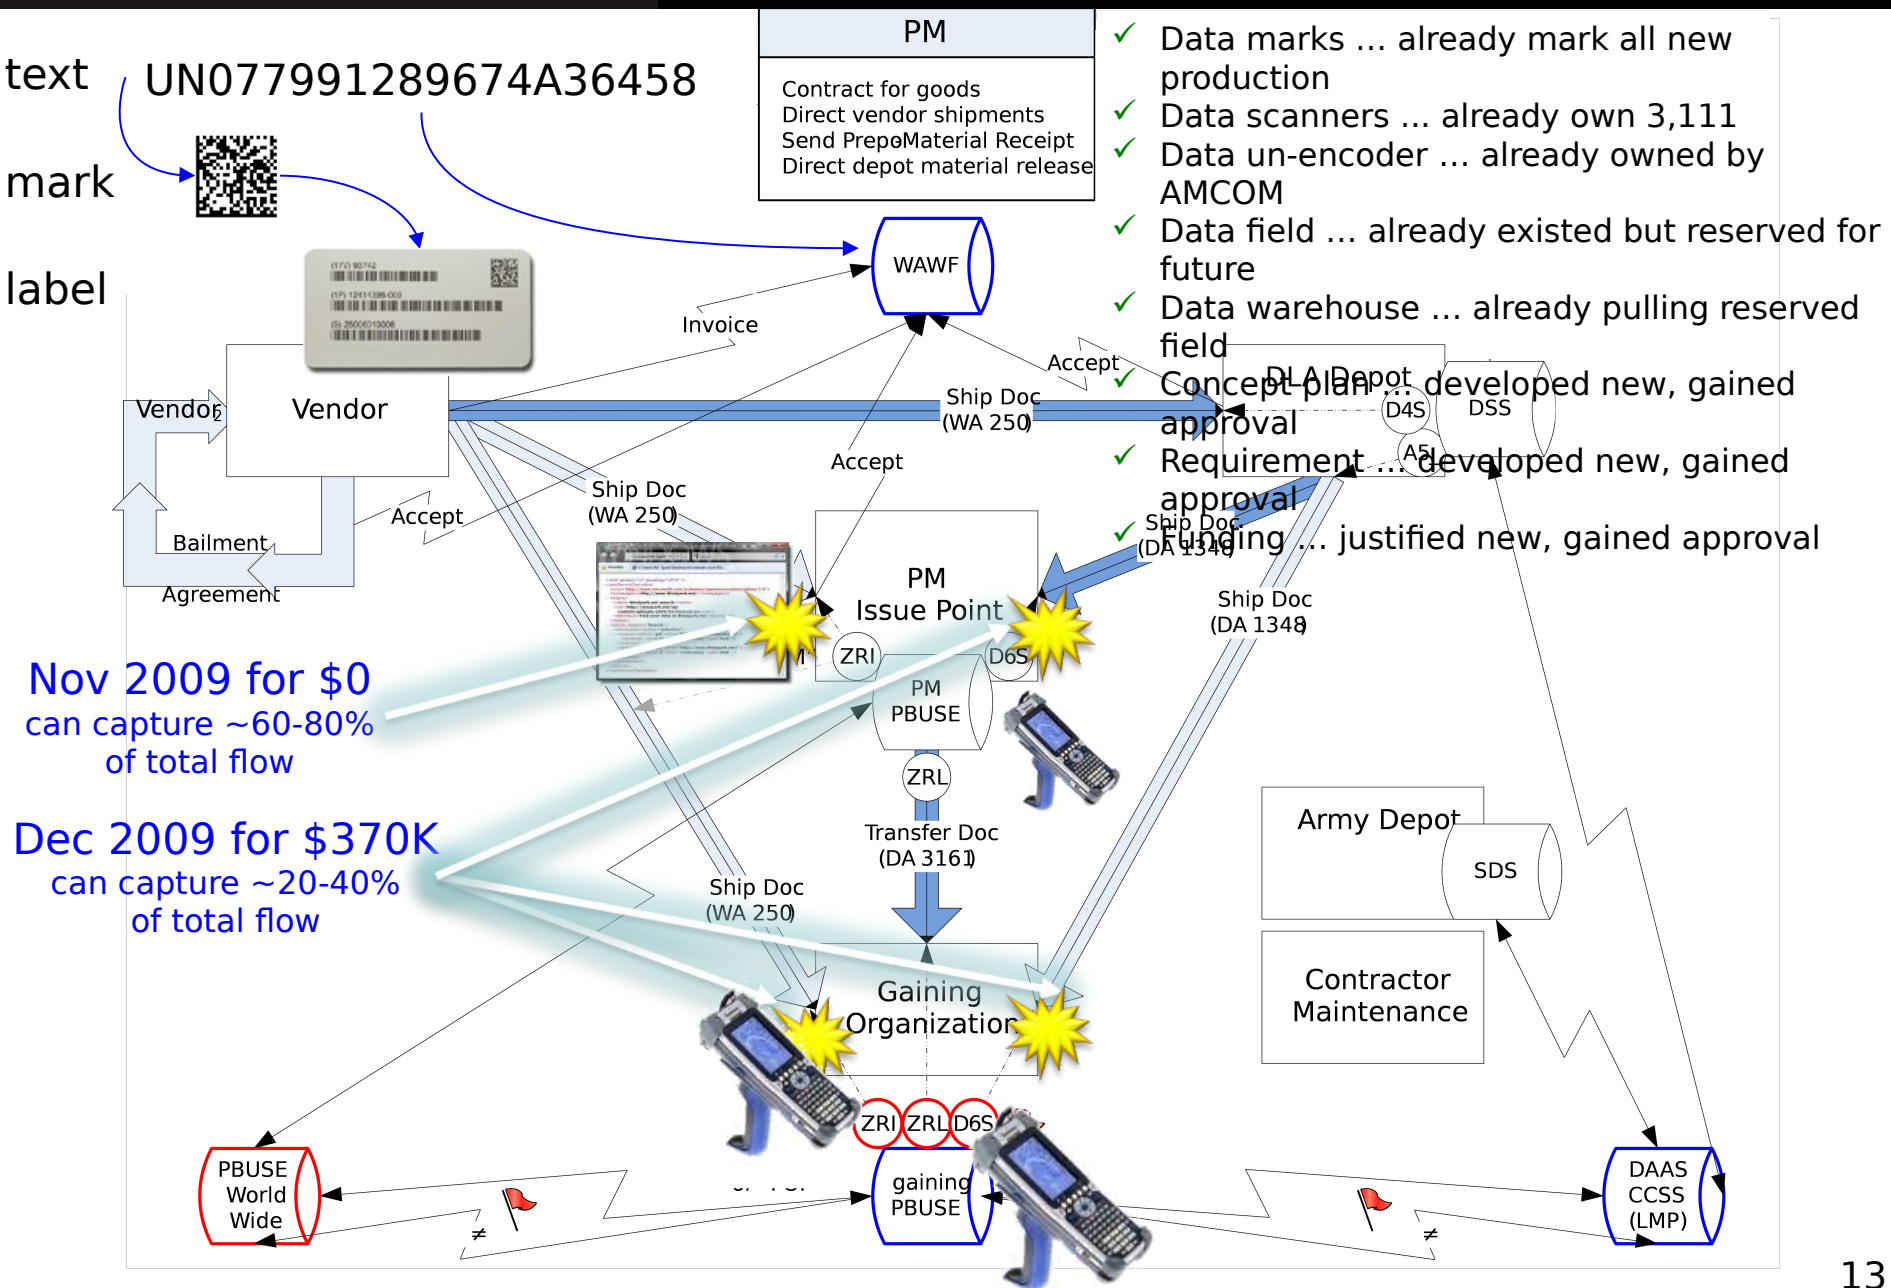 text
UN077991289674A36458
mark
label
PM
Contract for goods
Direct vendor shipments
Send Prepo Material Receipt
Direct depot material release
Data marks … already mark all new
production
Data scanners … already own 3,111
Data un-encoder … already owned by
AMCOM
Data field … already existed but reserved for
future
Data warehouse … already pulling reserved
field
Concept plan … developed new, gained
approval
Requirement … developed new, gained
approval
Funding … justified new, gained approval
WAWF
(1P) 12414398-009
Invoice
Accept
Vendor2
Vendor
Ship Doc
(WA 250)
DLA Depot
D4S
DSS
A5
Accept
Accept
Ship Doc
(WA 250)
Bailment
Agreement
Ship Doc
(DA 1348)
PM
Issue Point
Ship Doc
(DA 1348)
ZRI
D6S
PM
PBUSE
Nov 2009 for $0
can capture ~60-80%
of total flow
ZRL
Transfer Doc
(DA 3161)
Dec 2009 for $370K
can capture ~20-40%
of total flow
Ship Doc
(WA 250)
Army Depot
SDS
Contractor
Maintenance
Gaining
Organization
ZRI
ZRL
D6S
PBUSE
World
Wide
≠
gaining
PBUSE
≠
DAAS
CCSS
(LMP)
13